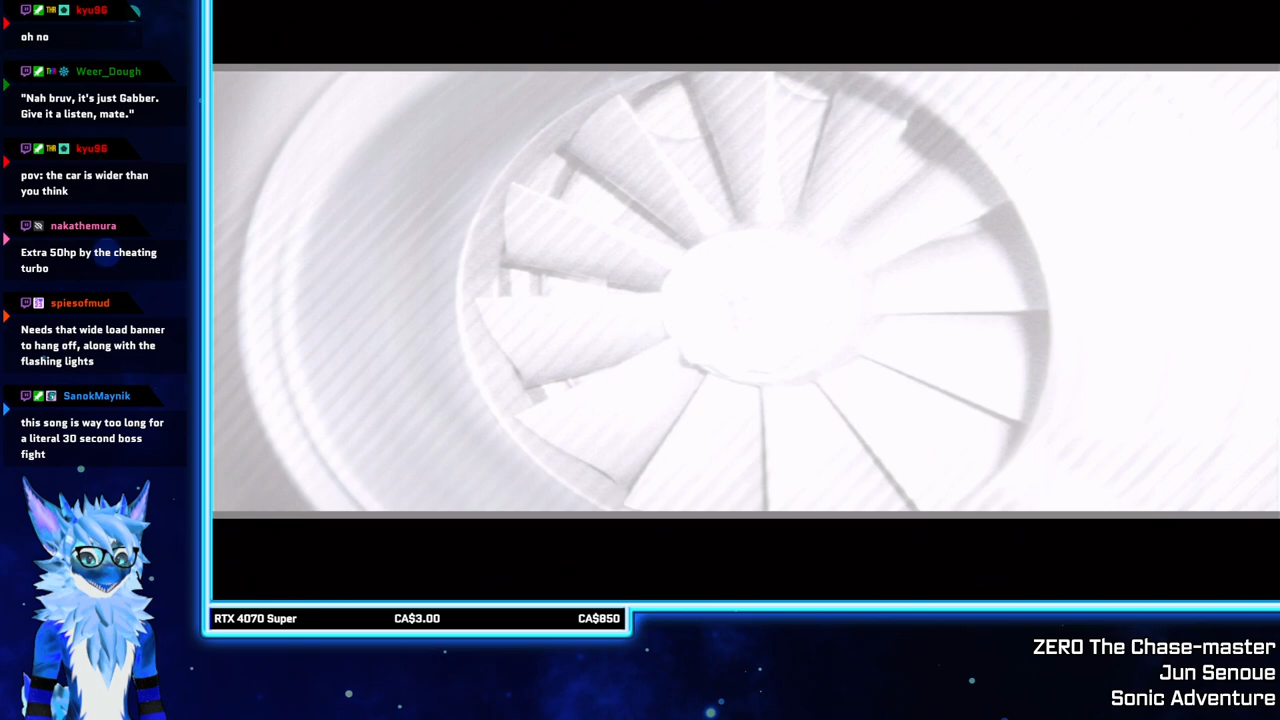 kyu96
oh no
Weer_Dough
"Nah bruv, it's just Gabber.
Give it a listen, mate."
kyu96
pov: the car is wider than
you think
nakathemura
Extra 50hp by the cheating
turbo
spiesofmud
Needs that wide load banner
to hang off, along with the
flashing lights
SanokMaynik
this song is way too long for
a literal 30 second boss
fight
RTX 4070 Super CA$3.00 CA$850
ZERO The Chase-master
Jun Senoue
Sonic Adventure